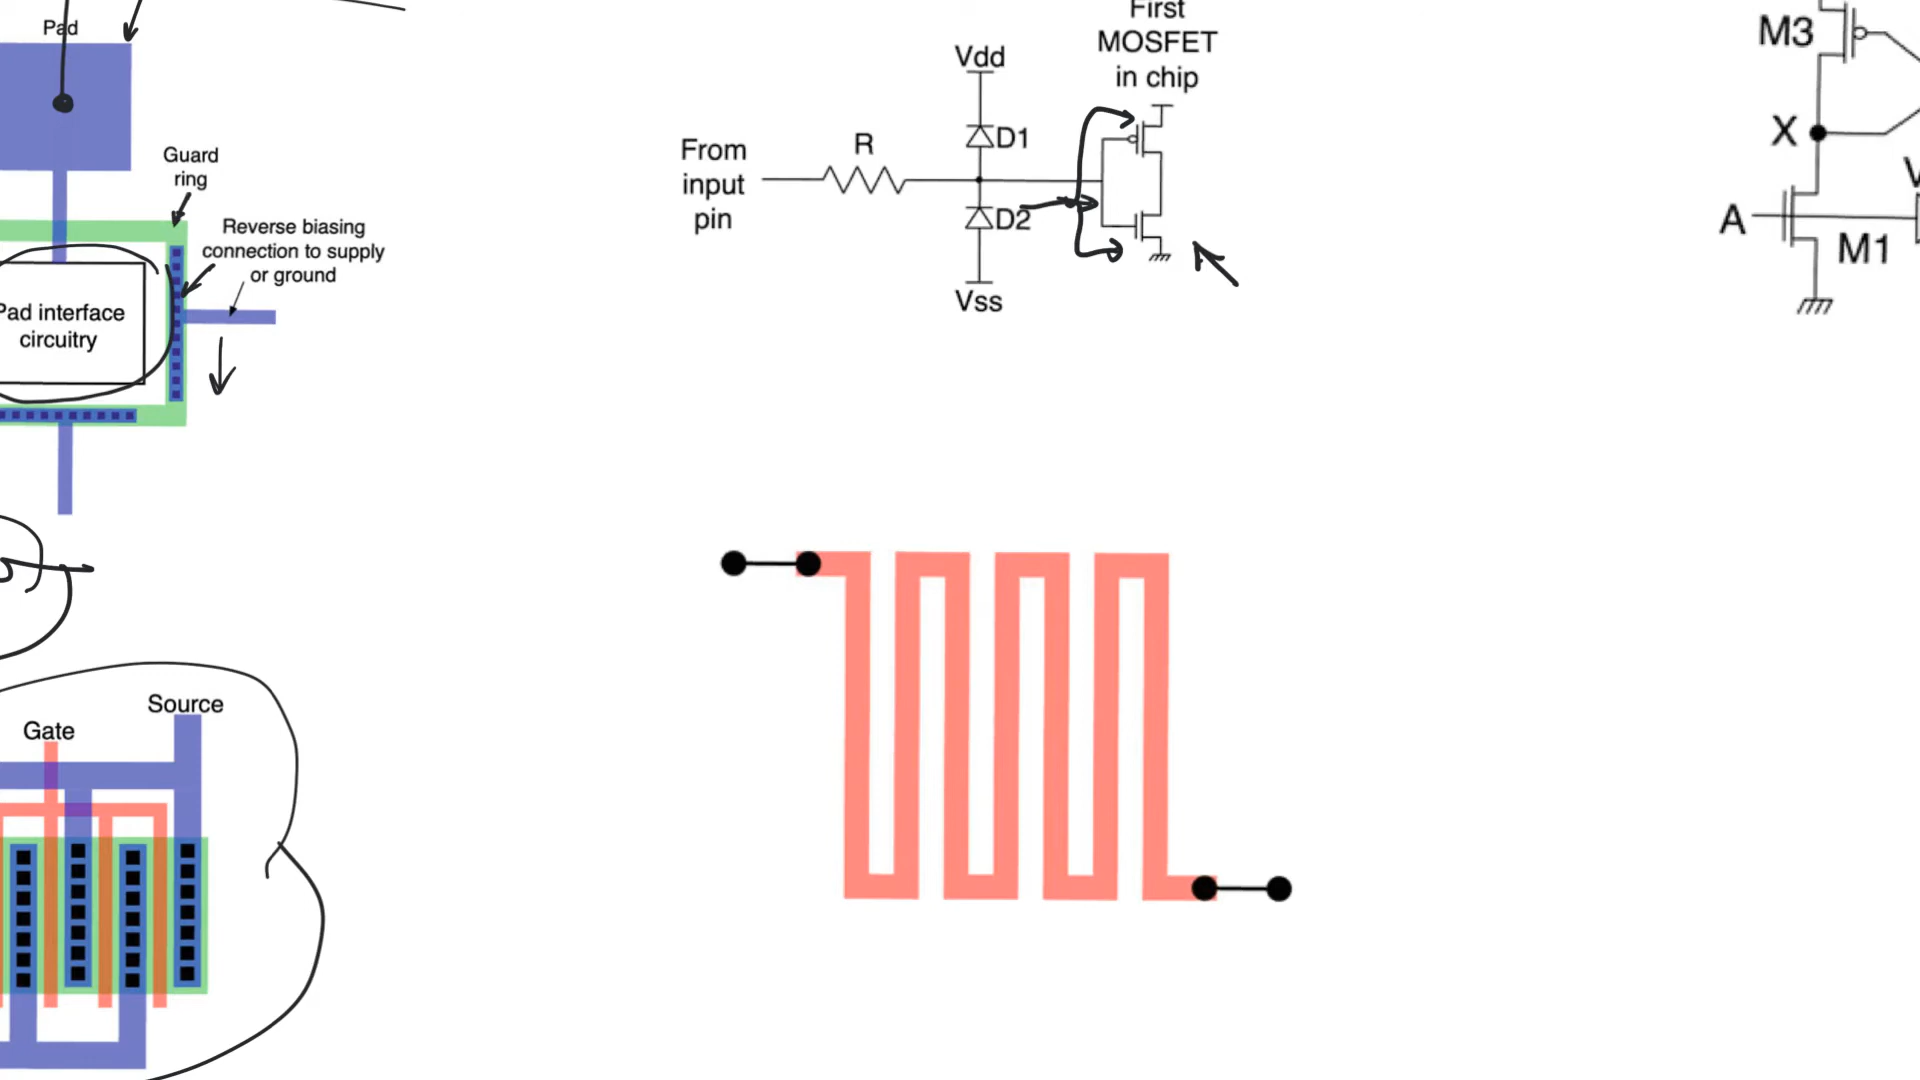 Pad
Guard
ring
Reverse biasing
connection to supply
or ground
Pad interface
circuitry
Gate
Source
First
MOSFET
in chip
Vdd
D1
R
From
input
pin
D2
Vss
M3
X
A
M1